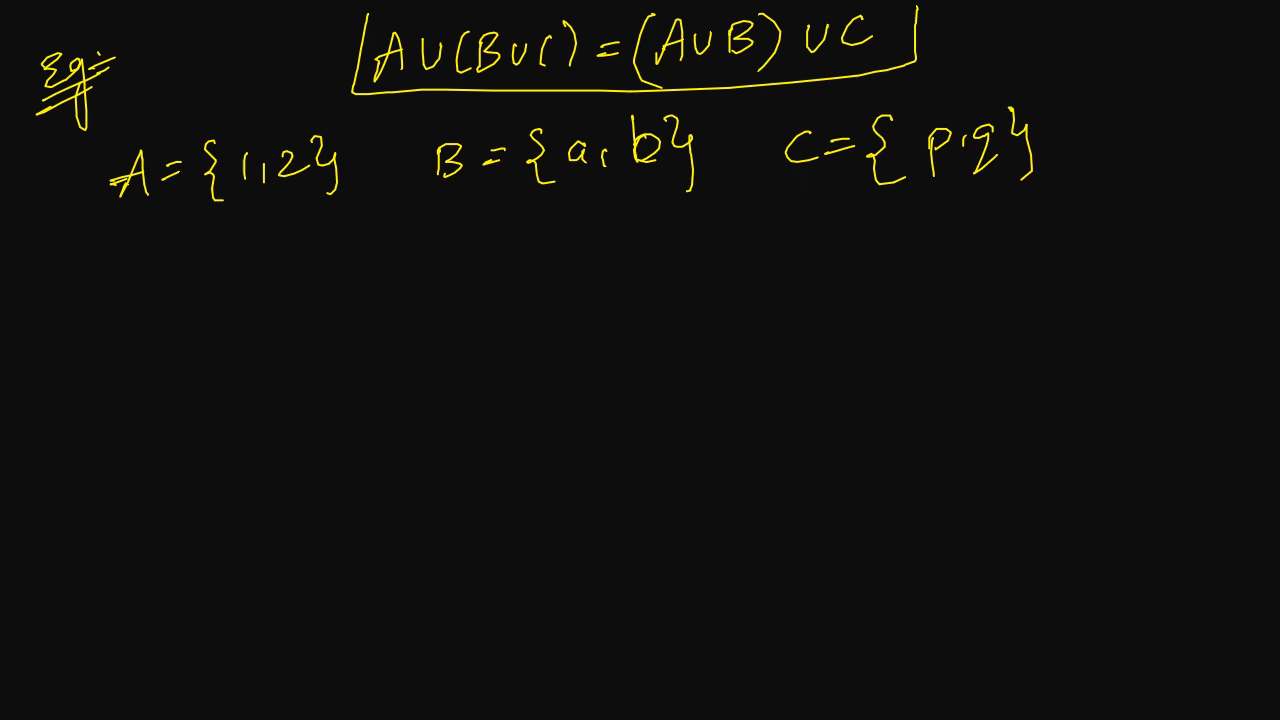 Eg:-
A ∪ (B ∪ C) = (A ∪ B) ∪ C
A = {1, 2} B = {a, b} C = {p, q}